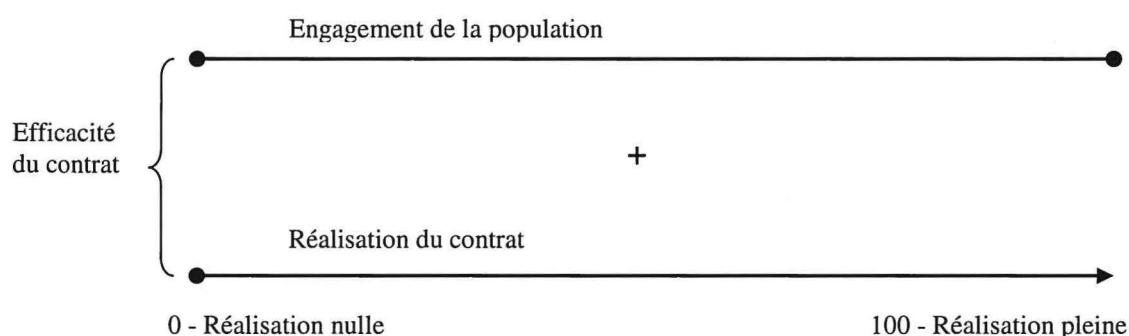 Engagement de la population
Efficacité
du contrat
+
Réalisation du contrat
0 - Réalisation nulle
100 - Réalisation pleine